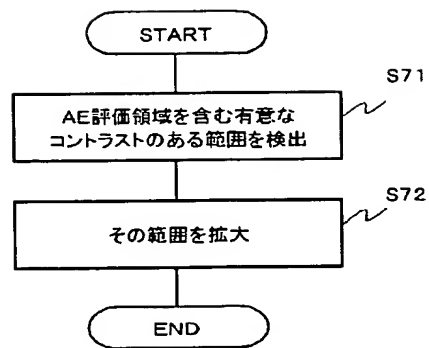 START
S71
AE評価領域を含む有意な
コントラストのある範囲を検出
S72
その範囲を拡大
END